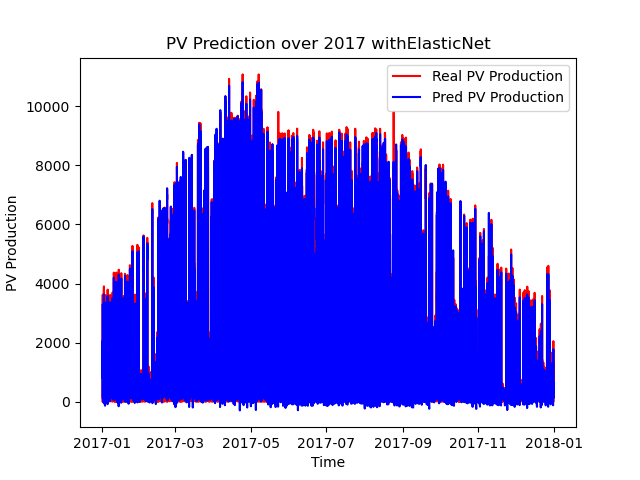 PV Prediction over 2017 withElasticNet
Real PV Production
Pred PV Production
10000
8000
6000
4000
2000
0
PV Production
2017-01 2017-03 2017-05 2017-07 2017-09 2017-11 2018-01
Time